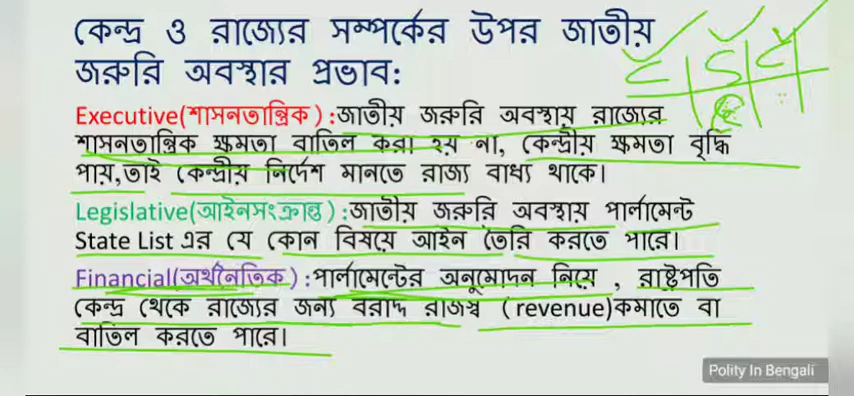 কেন্দ্র ও রাজ্যের সম্পর্কের উপর জাতীয়
জরুরি অবস্থার প্রভাব:
Executive(শাসনতান্ত্রিক) :জাতীয় জরুরি অবস্থায় রাজ্যের
শাসনতান্ত্রিক ক্ষমতা বাতিল করা হয় না, কেন্দ্রীয় ক্ষমতা বৃদ্ধি
পায়,তাই কেন্দ্রীয় নির্দেশ মানতে রাজ্য বাধ্য থাকে।
Legislative(আইনসংক্রান্ত) :জাতীয় জরুরি অবস্থায় পার্লামেন্ট
State List এর যে কোন বিষয়ে আইন তৈরি করতে পারে।
Financial(অর্থনৈতিক) :পার্লামেন্টের অনুমোদন নিয়ে , রাষ্ট্রপতি
কেন্দ্র থেকে রাজ্যের জন্য বরাদ্দ রাজস্ব (revenue)কমাতে বা
বাতিল করতে পারে।
Polity In Bengali